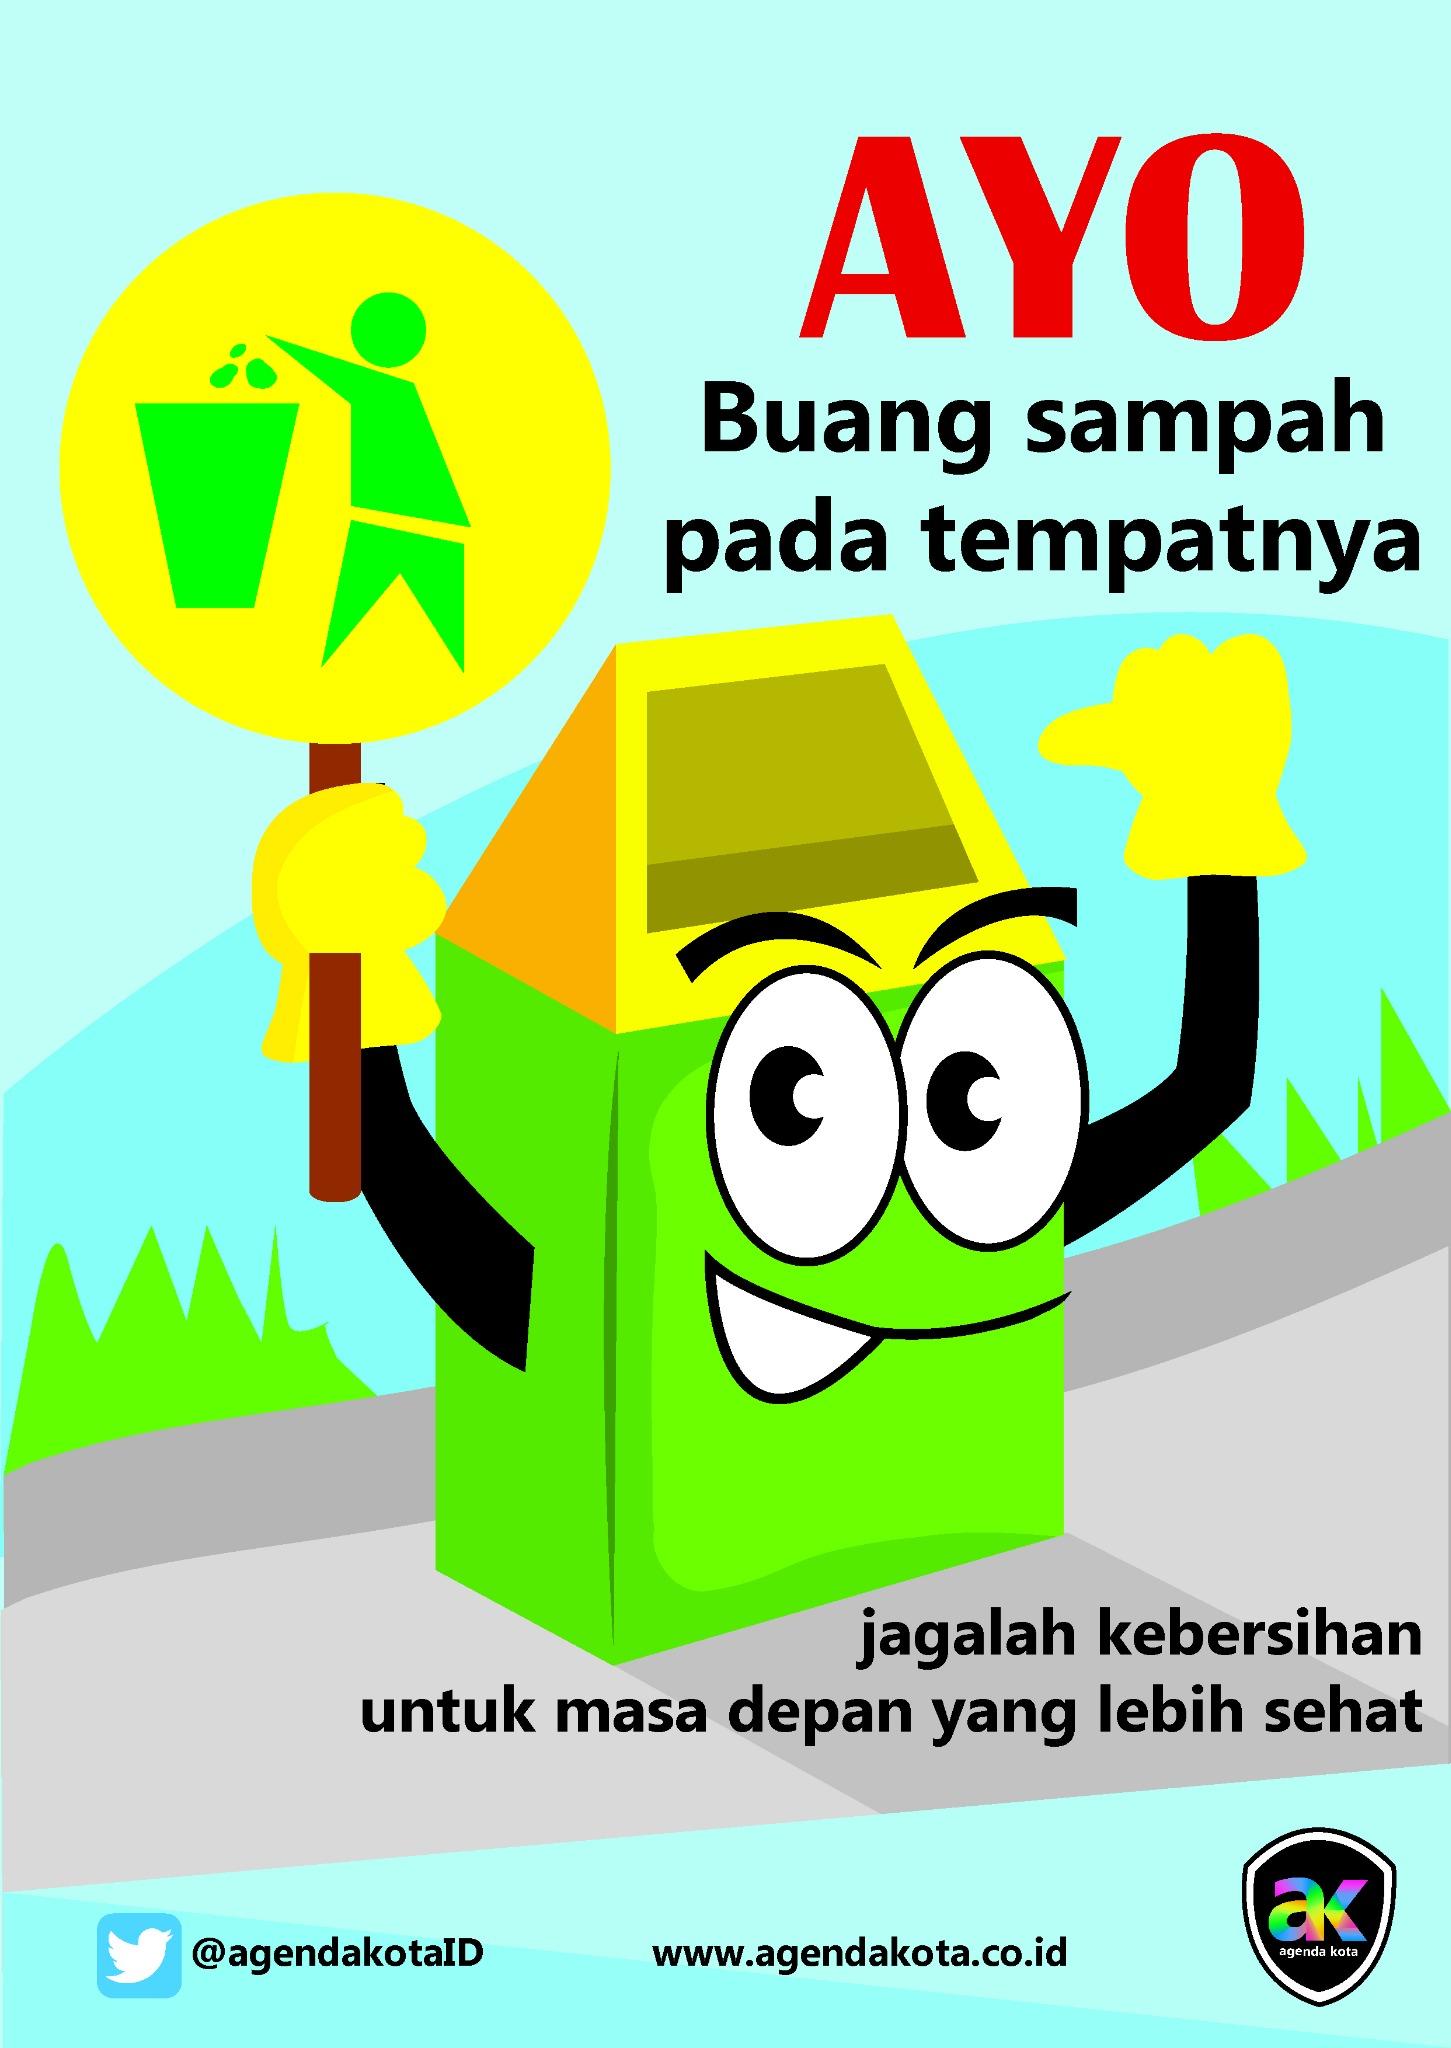 AYO
Buang sampah
pada tempatnya
jagalah kebersihan
untuk masa depan yang lebih sehat
@agendakotaID
www.agendakota.co.id
ak
agenda kota